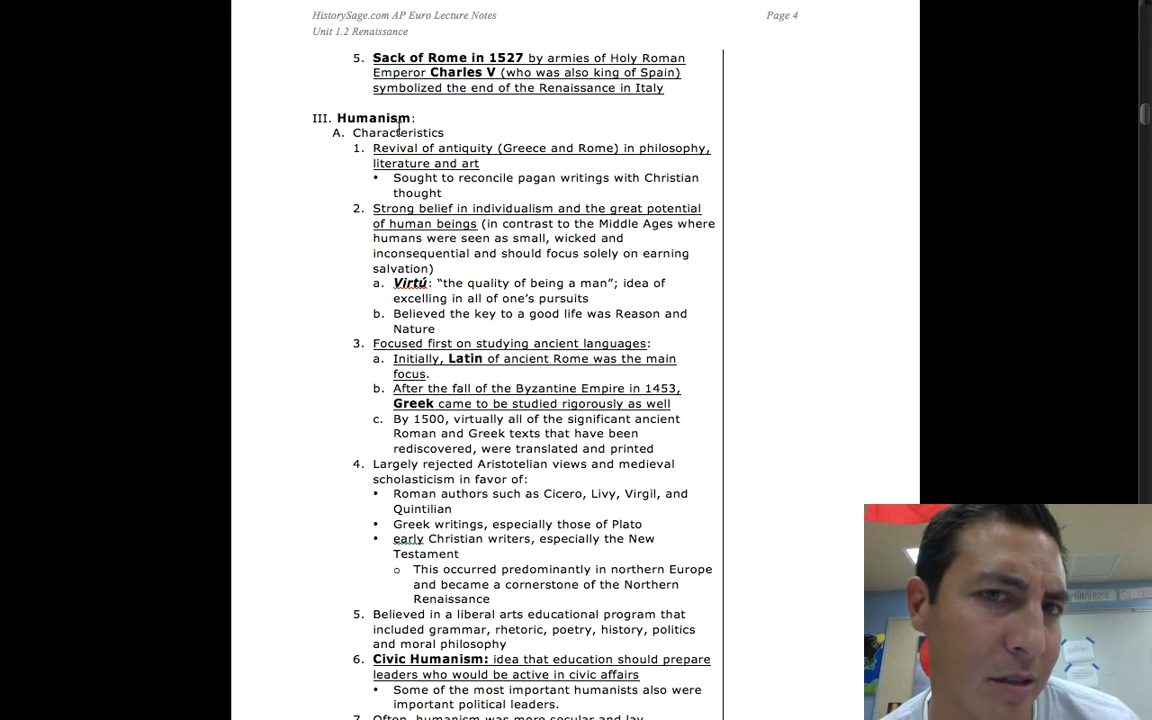 HistorySage.com AP Euro Lecture Notes Page 4
Unit 1.2 Renaissance
5. Sack of Rome in 1527 by armies of Holy Roman
Emperor Charles V (who was also king of Spain)
symbolized the end of the Renaissance in Italy
III. Humanism:
A. Characteristics
1. Revival of antiquity (Greece and Rome) in philosophy,
literature and art
• Sought to reconcile pagan writings with Christian
thought
2. Strong belief in individualism and the great potential
of human beings (in contrast to the Middle Ages where
humans were seen as small, wicked and
inconsequential and should focus solely on earning
salvation)
a. Virtú: “the quality of being a man”; idea of
excelling in all of one’s pursuits
b. Believed the key to a good life was Reason and
Nature
3. Focused first on studying ancient languages:
a. Initially, Latin of ancient Rome was the main
focus.
b. After the fall of the Byzantine Empire in 1453,
Greek came to be studied rigorously as well
c. By 1500, virtually all of the significant ancient
Roman and Greek texts that have been
rediscovered, were translated and printed
4. Largely rejected Aristotelian views and medieval
scholasticism in favor of:
• Roman authors such as Cicero, Livy, Virgil, and
Quintilian
• Greek writings, especially those of Plato
• early Christian writers, especially the New
Testament
o This occurred predominantly in northern Europe
and became a cornerstone of the Northern
Renaissance
5. Believed in a liberal arts educational program that
included grammar, rhetoric, poetry, history, politics
and moral philosophy
6. Civic Humanism: idea that education should prepare
leaders who would be active in civic affairs
• Some of the most important humanists also were
important political leaders.
7. Often, humanism was more secular and lay